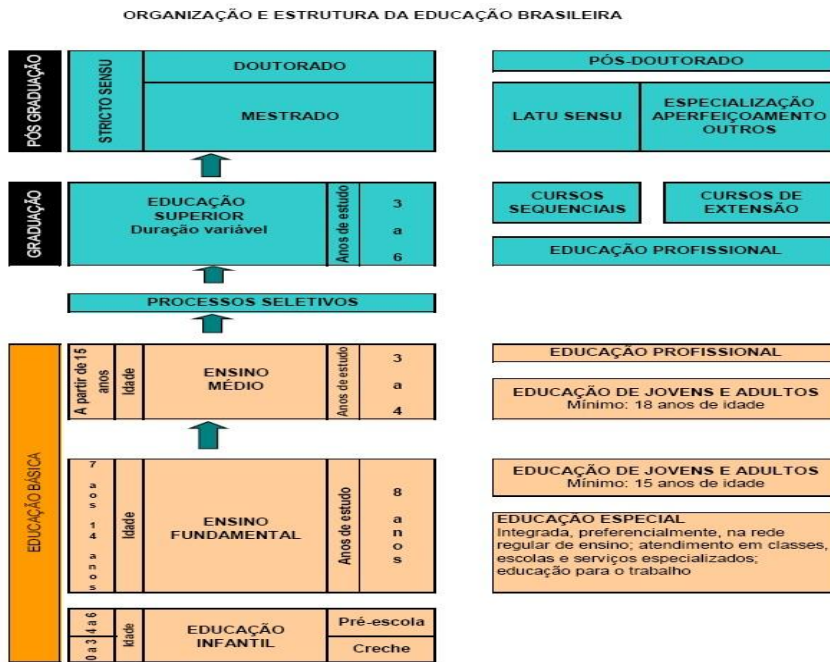 ORGANIZAÇÃO E ESTRUTURA DA EDUCAÇÃO BRASILEIRA
PÓS GRADUAÇÃO
STRICTO SENSU
DOUTORADO
MESTRADO
PÓS-DOUTORADO
LATU SENSU
ESPECIALIZAÇÃO
APERFEIÇOAMENTO
OUTROS
GRADUAÇÃO
EDUCAÇÃO
SUPERIOR
Duração variável
Anos de estudo
3
a
6
CURSOS
SEQUENCIAIS
CURSOS DE
EXTENSÃO
EDUCAÇÃO PROFISSIONAL
PROCESSOS SELETIVOS
EDUCAÇÃO BÁSICA
A partir de 15
anos
Idade
ENSINO
MÉDIO
Anos de estudo
3
a
4
EDUCAÇÃO PROFISSIONAL
EDUCAÇÃO DE JOVENS E ADULTOS
Mínimo: 18 anos de idade
7 aos 14 anos
Idade
ENSINO
FUNDAMENTAL
Anos de estudo
8
anos
EDUCAÇÃO DE JOVENS E ADULTOS
Mínimo: 15 anos de idade
EDUCAÇÃO ESPECIAL
Integrada, preferencialmente, na rede
regular de ensino; atendimento em classes,
escolas e serviços especializados;
educação para o trabalho
4 a 6
0 a 3
Idade
EDUCAÇÃO
INFANTIL
Pré-escola
Creche